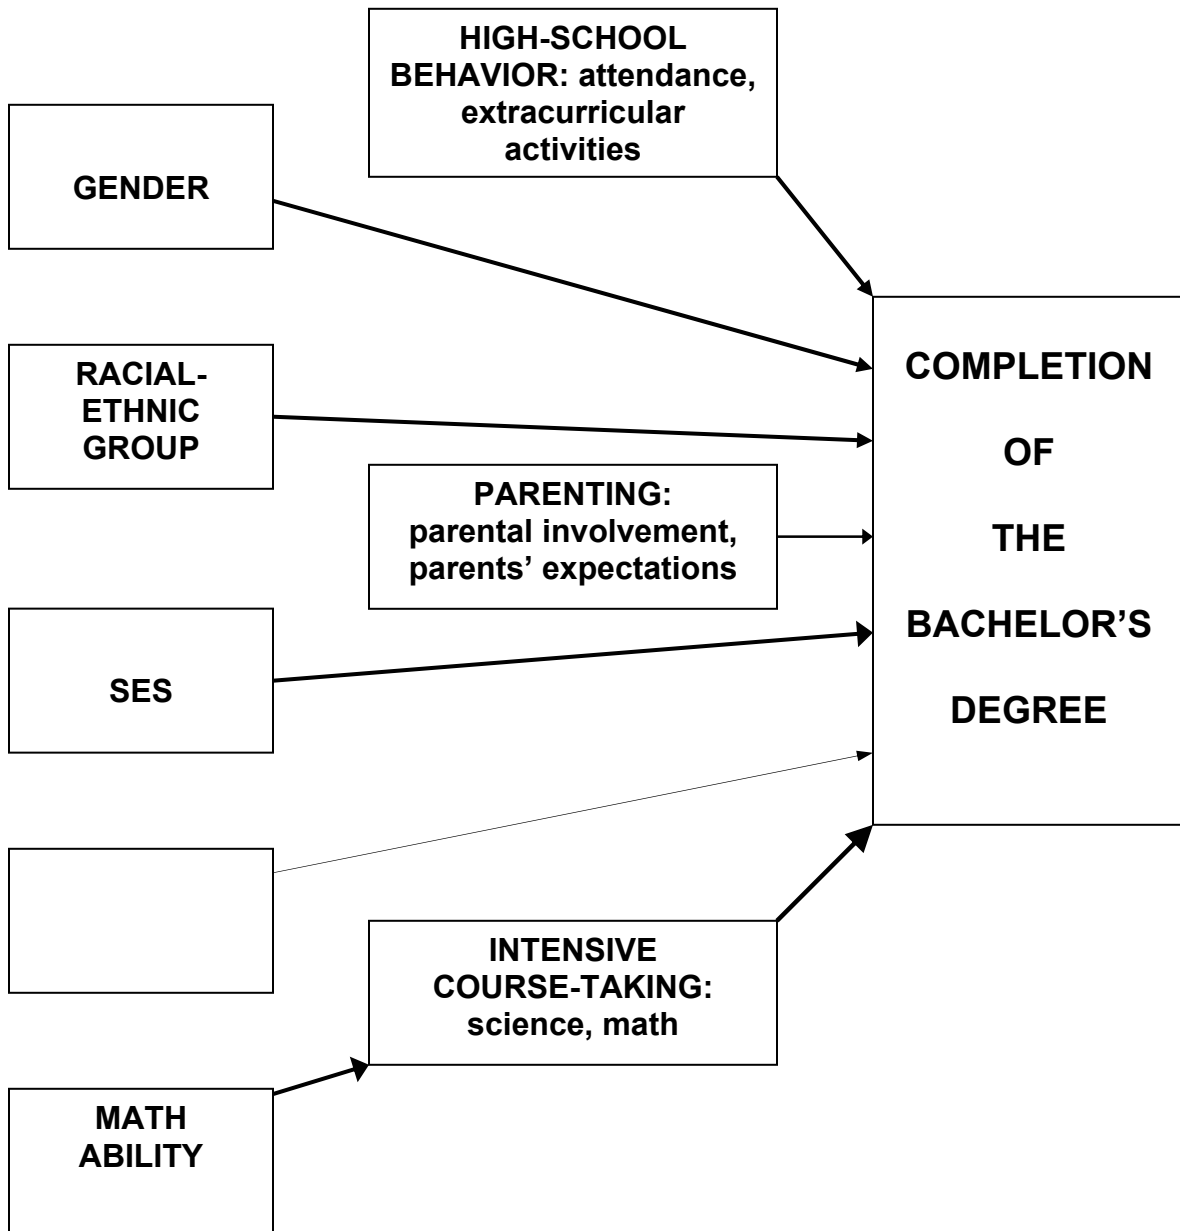 HIGH-SCHOOL
BEHAVIOR: attendance,
extracurricular
activities
GENDER
RACIAL-
ETHNIC
GROUP
PARENTING:
parental involvement,
parents’ expectations
SES
INTENSIVE
COURSE-TAKING:
science, math
MATH
ABILITY
COMPLETION
OF
THE
BACHELOR’S
DEGREE